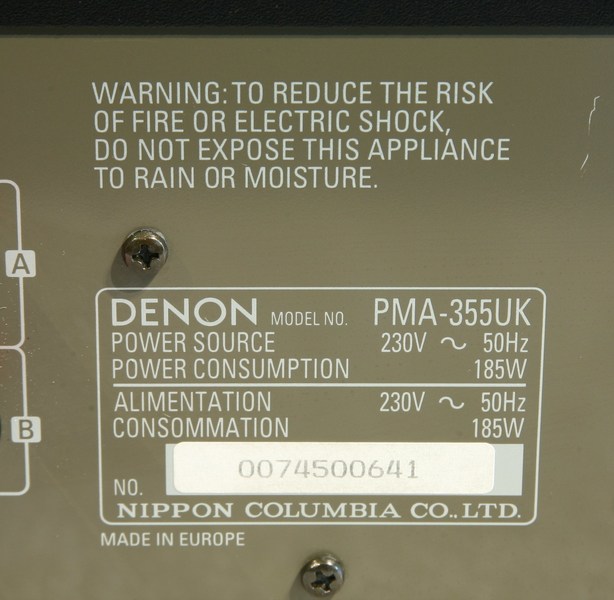 WARNING: TO REDUCE THE RISK
OF FIRE OR ELECTRIC SHOCK,
DO NOT EXPOSE THIS APPLIANCE
TO RAIN OR MOISTURE.
A
B
DENON MODEL NO. PMA-355UK
POWER SOURCE 230V ~ 50Hz
POWER CONSUMPTION 185W
ALIMENTATION 230V ~ 50Hz
CONSOMMATION 185W
NO. 0074500641
NIPPON COLUMBIA CO.,LTD.
MADE IN EUROPE